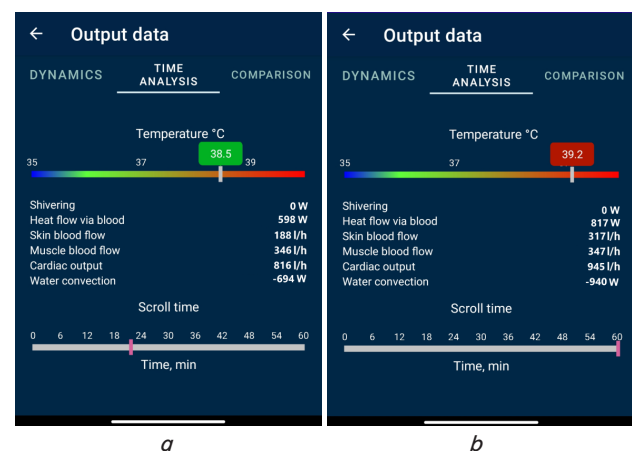 ← Output data
DYNAMICS TIME ANALYSIS COMPARISON
Temperature °C
38.5
35 37 39
Shivering 0 W
Heat flow via blood 598 W
Skin blood flow 188 l/h
Muscle blood flow 346 l/h
Cardiac output 816 l/h
Water convection -694 W
Scroll time
0 6 12 18 24 30 36 42 48 54 60
Time, min
a
← Output data
DYNAMICS TIME ANALYSIS COMPARISON
Temperature °C
39.2
35 37
Shivering 0 W
Heat flow via blood 817 W
Skin blood flow 317 l/h
Muscle blood flow 347 l/h
Cardiac output 945 l/h
Water convection -940 W
Scroll time
0 6 12 18 24 30 36 42 48 54 60
Time, min
b